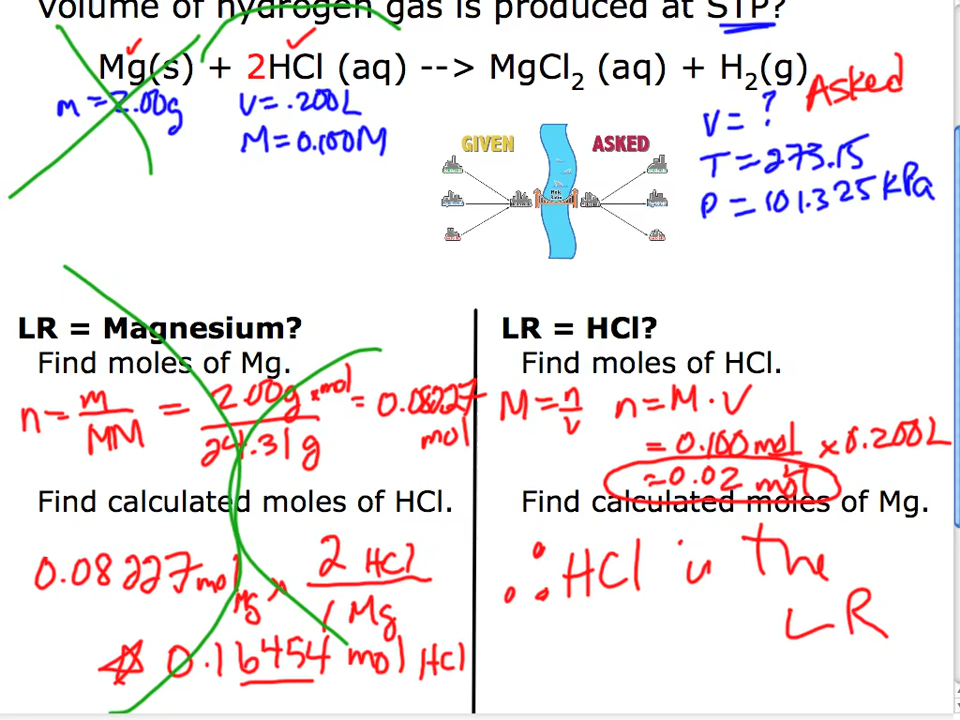 volume of hydrogen gas is produced at STP?
Mg(s) + 2HCl (aq) --> MgCl₂ (aq) + H₂(g)
Asked
m = 2.00g
V = .200L
M = 0.100M
GIVEN
ASKED
V = ?
T = 273.15
P = 101.325 kPa
LR = Magnesium?
Find moles of Mg.
n = m/MM = 2.00g × mol / 24.31 g = 0.08227 mol
Find calculated moles of HCl.
0.08227 mol Mg × 2 HCl / 1 Mg
0.16454 mol HCl
LR = HCl?
Find moles of HCl.
M = n/V n = M · V
= 0.100 mol/L × 0.200L
= 0.02 mol
Find calculated moles of Mg.
∴ HCl is the
LR